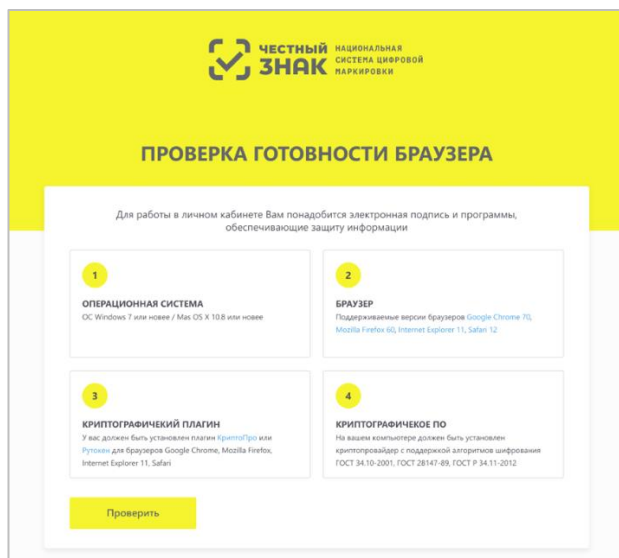 ЧЕСТНЫЙ
ЗНАК
НАЦИОНАЛЬНАЯ
СИСТЕМА ЦИФРОВОЙ
МАРКИРОВКИ
ПРОВЕРКА ГОТОВНОСТИ БРАУЗЕРА
Для работы в личном кабинете Вам понадобится электронная подпись и программы,
обеспечивающие защиту информации
1
ОПЕРАЦИОННАЯ СИСТЕМА
ОС Windows 7 или новее / Mas OS X 10.8 или новее
2
БРАУЗЕР
Поддерживаемые версии браузеров Google Chrome 70,
Mozilla Firefox 60, Internet Explorer 11, Safari 12
3
КРИПТОГРАФИЧЕКИЙ ПЛАГИН
У вас должен быть установлен плагин КриптоПро или
Рутокен для браузеров Google Chrome, Mozilla Firefox,
Internet Explorer 11, Safari
4
КРИПТОГРАФИЧЕКОЕ ПО
На вашем компьютере должен быть установлен
криптопровайдер с поддержкой алгоритмов шифрования
ГОСТ 34.10-2001, ГОСТ 28147-89, ГОСТ Р 34.11-2012
Проверить